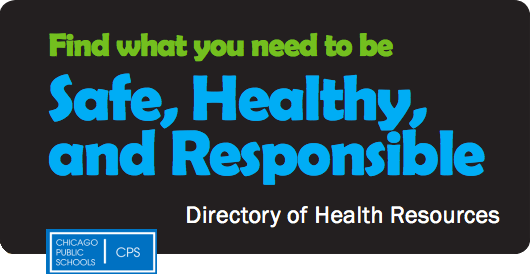 Find what you need to be
Safe, Healthy,
and Responsible
Directory of Health Resources
CHICAGO
PUBLIC
SCHOOLS
CPS